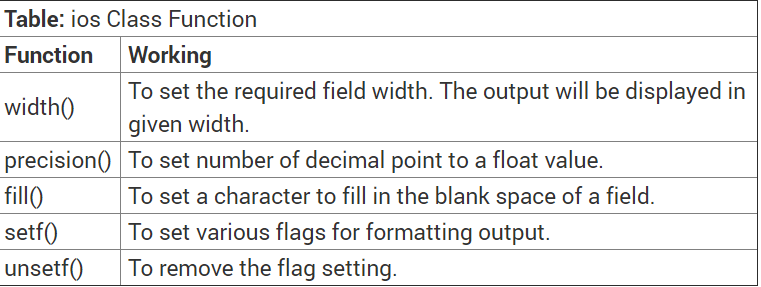 Table: ios Class Function
Function Working
width() To set the required field width. The output will be displayed in
given width.
precision() To set number of decimal point to a float value.
fill() To set a character to fill in the blank space of a field.
setf() To set various flags for formatting output.
unsetf() To remove the flag setting.